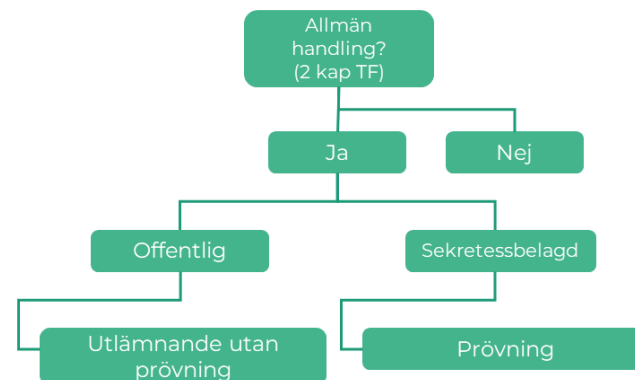 Allmän
handling?
(2 kap TF)
Ja
Nej
Offentlig
Sekretessbelagd
Utlämnande utan
prövning
Prövning